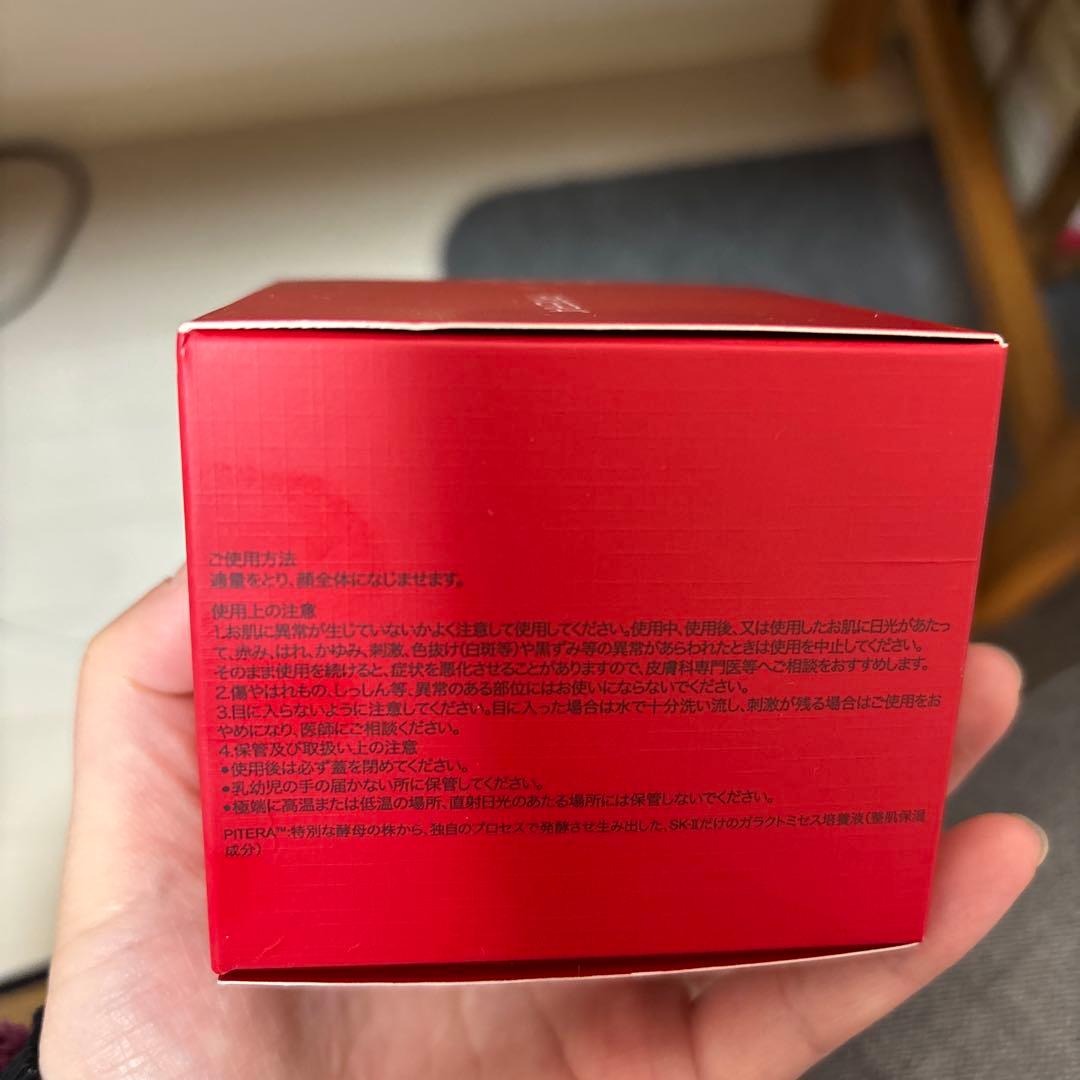 ご使用方法
適量をとり、顔全体になじませます。
使用上の注意
1.お肌に異常が生じていないかよく注意して使用してください。使用中、使用後、又は使用したお肌に日光があたっ
て、赤み、はれ、かゆみ、刺激、色抜け(白斑等)や黒ずみ等の異常があらわれたときは使用を中止してください。
そのまま使用を続けると、症状を悪化させることがありますので、皮膚科専門医等へご相談をおすすめします。
2.傷やはれもの、しっしん等、異常のある部位にはお使いにならないでください。
3.目に入らないように注意してください。目に入った場合は水で十分洗い流し、刺激が残る場合はご使用をお
やめになり、医師にご相談ください。
4.保管及び取扱い上の注意
●使用後は必ず蓋を閉めてください。
●乳幼児の手の届かない所に保管してください。
●極端に高温または低温の場所、直射日光のあたる場所には保管しないでください。
PITERA™:特別な酵母の株から、独自のプロセスで発酵させ生み出した、SK-IIだけのガラクトミセス培養液(整肌保湿
成分)